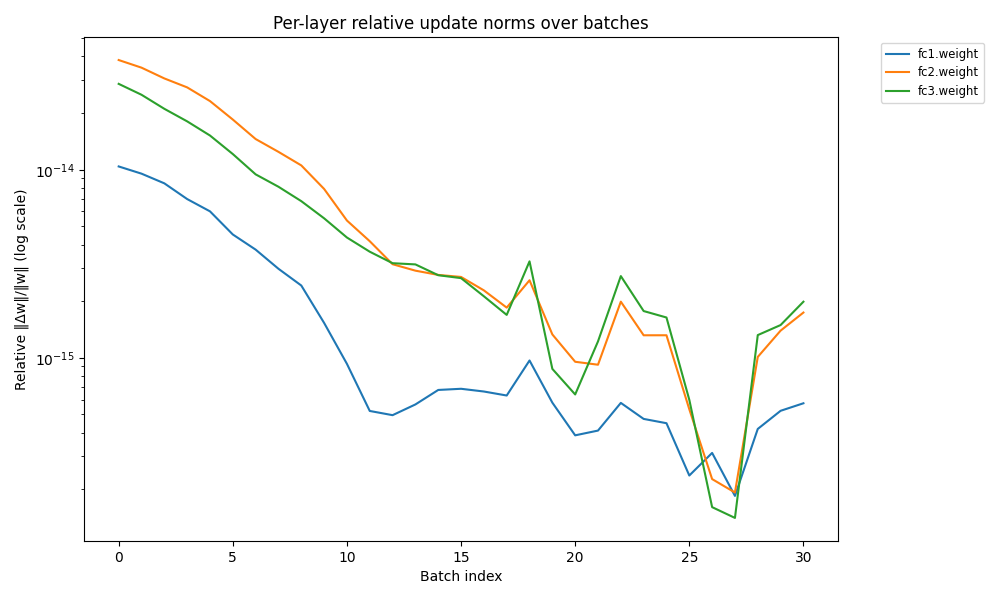 Per-layer relative update norms over batches
fc1.weight
fc2.weight
fc3.weight
10⁻¹⁴
10⁻¹⁵
Relative ‖Δw‖/‖w‖ (log scale)
0 5 10 15 20 25 30
Batch index